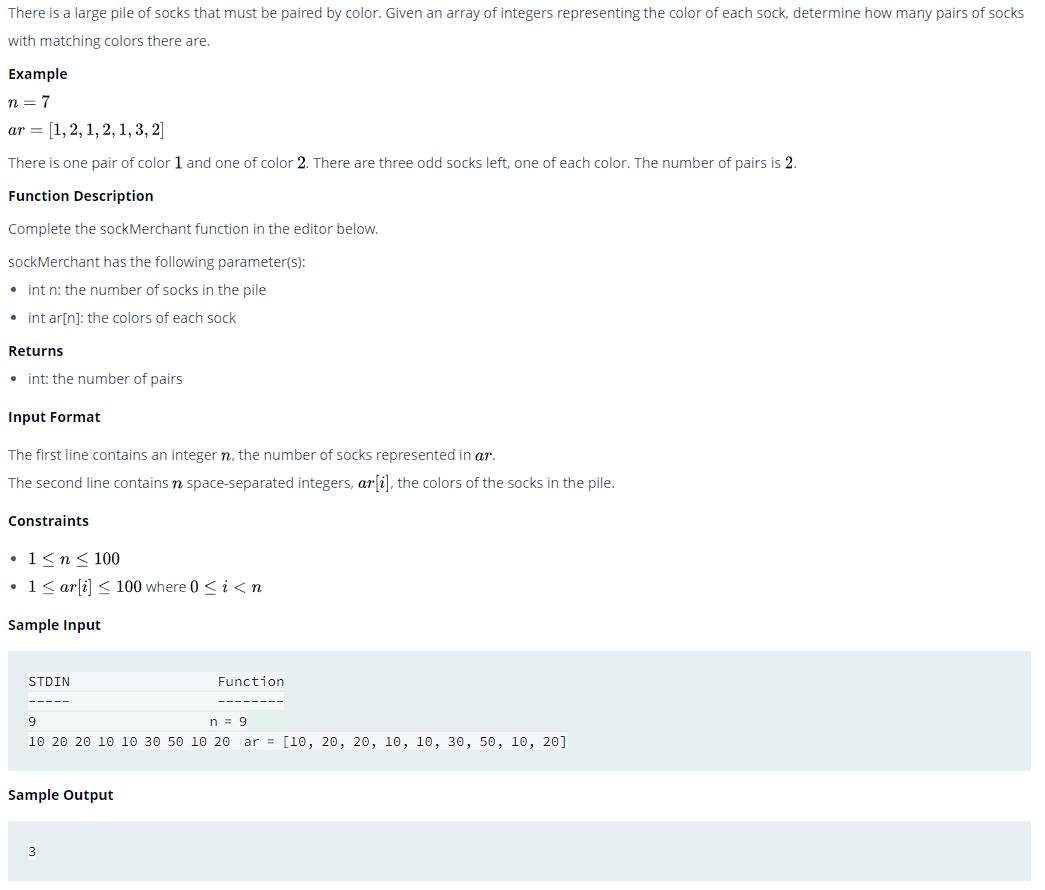 There is a large pile of socks that must be paired by color. Given an array of integers representing the color of each sock, determine how many pairs of socks
with matching colors there are.
Example
n = 7
ar = [1, 2, 1, 2, 1, 3, 2]
There is one pair of color 1 and one of color 2. There are three odd socks left, one of each color. The number of pairs is 2.
Function Description
Complete the sockMerchant function in the editor below.
sockMerchant has the following parameter(s):
• int n: the number of socks in the pile
• int ar[n]: the colors of each sock
Returns
• int: the number of pairs
Input Format
The first line contains an integer n, the number of socks represented in ar.
The second line contains n space-separated integers, ar[i], the colors of the socks in the pile.
Constraints
• 1 ≤ n ≤ 100
• 1 ≤ ar[i] ≤ 100 where 0 ≤ i < n
Sample Input
STDIN Function
----- --------
9 n = 9
10 20 20 10 10 30 50 10 20 ar = [10, 20, 20, 10, 10, 30, 50, 10, 20]
Sample Output
3